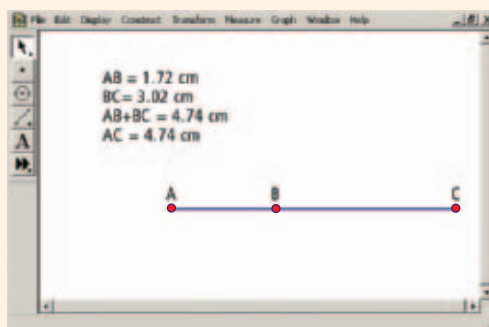 File Edit Display Construct Transform Measure Graph Window Help
AB = 1.72 cm
BC= 3.02 cm
AB+BC = 4.74 cm
AC = 4.74 cm
A B C
A